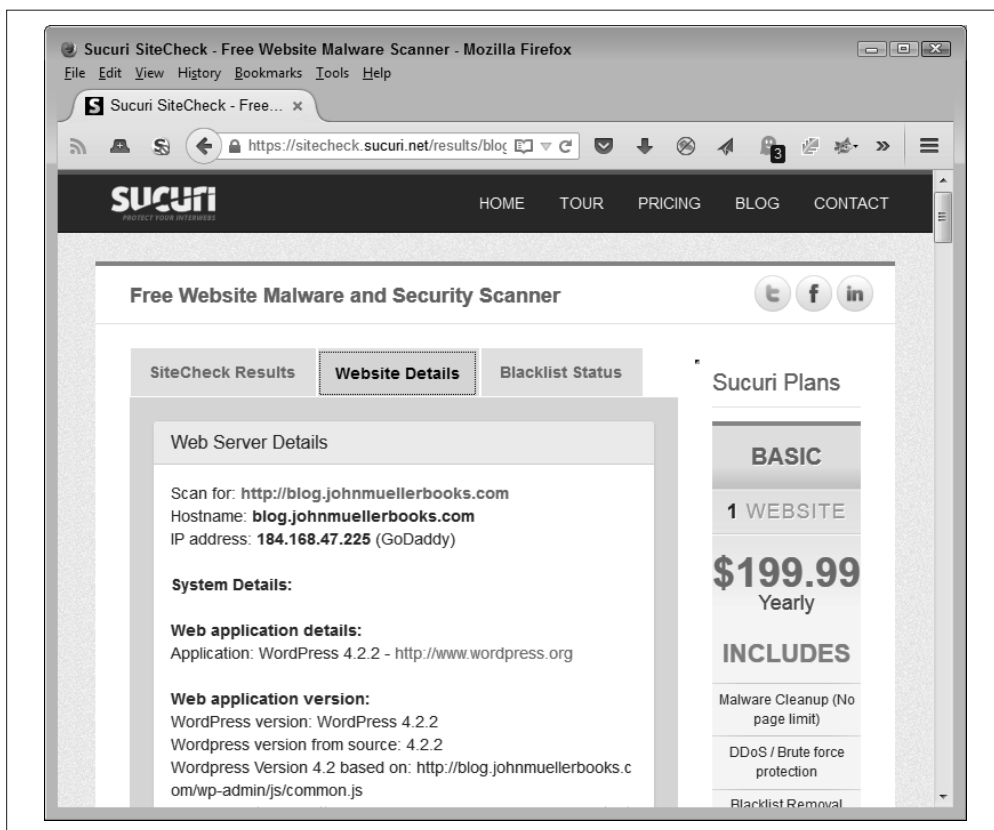 Sucuri SiteCheck - Free Website Malware Scanner - Mozilla Firefox
File Edit View History Bookmarks Tools Help
S Sucuri SiteCheck - Free... ×
https://sitecheck.sucuri.net/results/blog
3
SUCURI
PROTECT YOUR INTERWEBS
HOME TOUR PRICING BLOG CONTACT
Free Website Malware and Security Scanner
SiteCheck Results Website Details Blacklist Status
Web Server Details
Scan for: http://blog.johnmuellerbooks.com
Hostname: blog.johnmuellerbooks.com
IP address: 184.168.47.225 (GoDaddy)
System Details:
Web application details:
Application: WordPress 4.2.2 - http://www.wordpress.org
Web application version:
WordPress version: WordPress 4.2.2
Wordpress version from source: 4.2.2
Wordpress Version 4.2 based on: http://blog.johnmuellerbooks.c
om/wp-admin/js/common.js
Sucuri Plans
BASIC
1 WEBSITE
$199.99
Yearly
INCLUDES
Malware Cleanup (No
page limit)
DDoS / Brute force
protection
Blacklist Removal